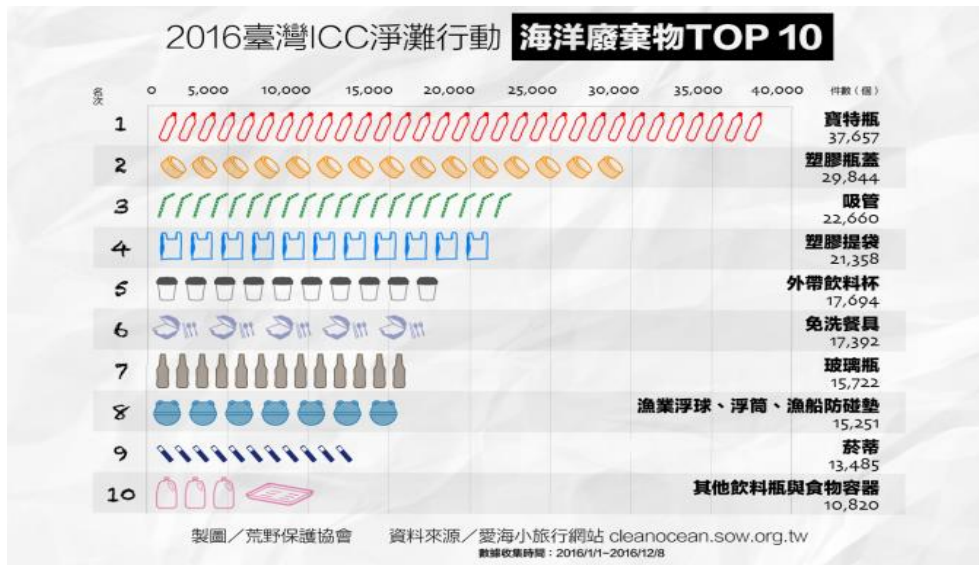 2016臺灣ICC淨灘行動 海洋廢棄物TOP 10
名次 0 5,000 10,000 15,000 20,000 25,000 30,000 35,000 40,000 件數(個)
1 寶特瓶
37,657
2 塑膠瓶蓋
29,844
3 吸管
22,660
4 塑膠提袋
21,358
5 外帶飲料杯
17,694
6 免洗餐具
17,392
7 玻璃瓶
15,722
8 漁業浮球、浮筒、漁船防碰墊
15,251
9 菸蒂
13,485
10 其他飲料瓶與食物容器
10,820
製圖/荒野保護協會 資料來源/愛海小旅行網站 cleanocean.sow.org.tw
數據收集時間:2016/1/1~2016/12/8